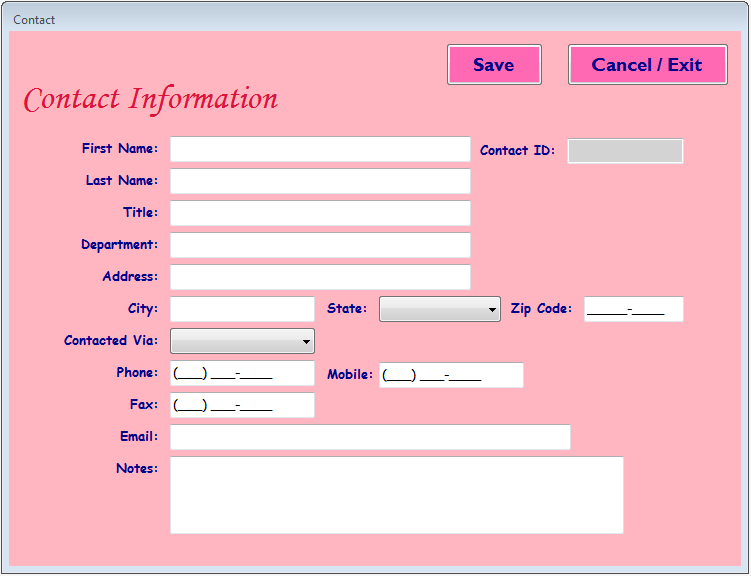 Contact
Save Cancel / Exit
Contact Information
First Name: Contact ID:
Last Name:
Title:
Department:
Address:
City: State: Zip Code: _____-____
Contacted Via:
Phone: (___) ___-____ Mobile: (___) ___-____
Fax: (___) ___-____
Email:
Notes: